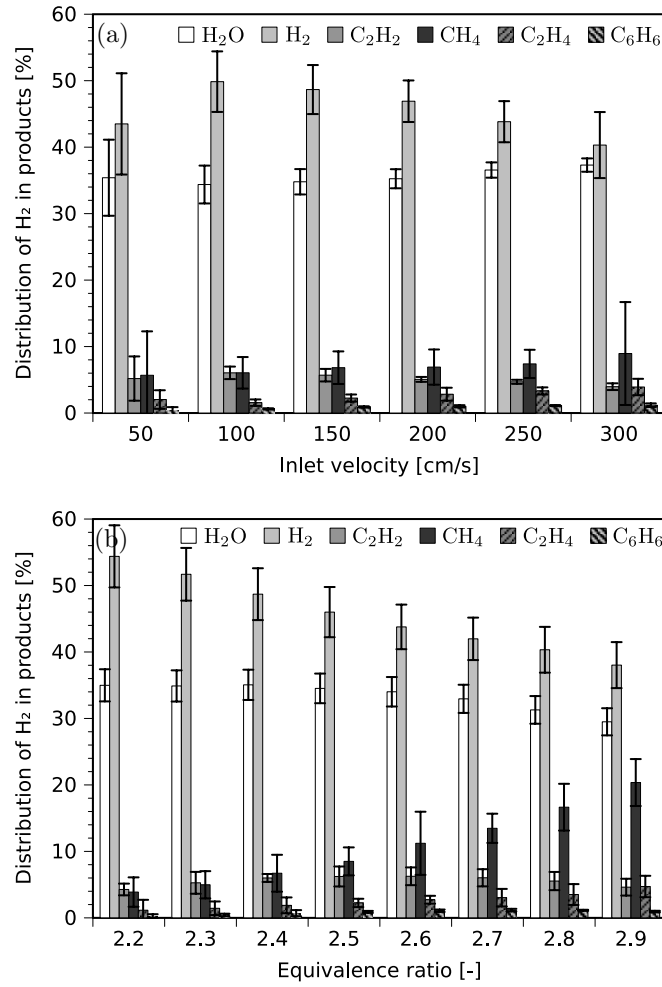 60
50
40
30
20
10
0
Distribution of H₂ in products [%]
(a)
H₂O H₂ C₂H₂ CH₄ C₂H₄ C₆H₆
50 100 150 200 250 300
Inlet velocity [cm/s]
60
50
40
30
20
10
0
Distribution of H₂ in products [%]
(b)
H₂O H₂ C₂H₂ CH₄ C₂H₄ C₆H₆
2.2 2.3 2.4 2.5 2.6 2.7 2.8 2.9
Equivalence ratio [-]